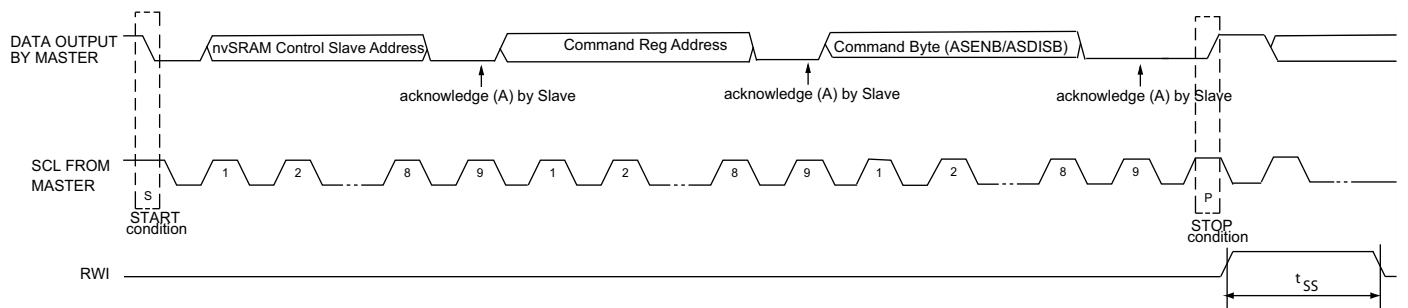 DATA OUTPUT
BY MASTER
nvSRAM Control Slave Address
Command Reg Address
Command Byte (ASENB/ASDISB)
acknowledge (A) by Slave
acknowledge (A) by Slave
acknowledge (A) by Slave
SCL FROM
MASTER
1 2 8 9 1 2 8 9 1 2 8 9
S
P
START
condition
STOP
condition
RWI
tSS